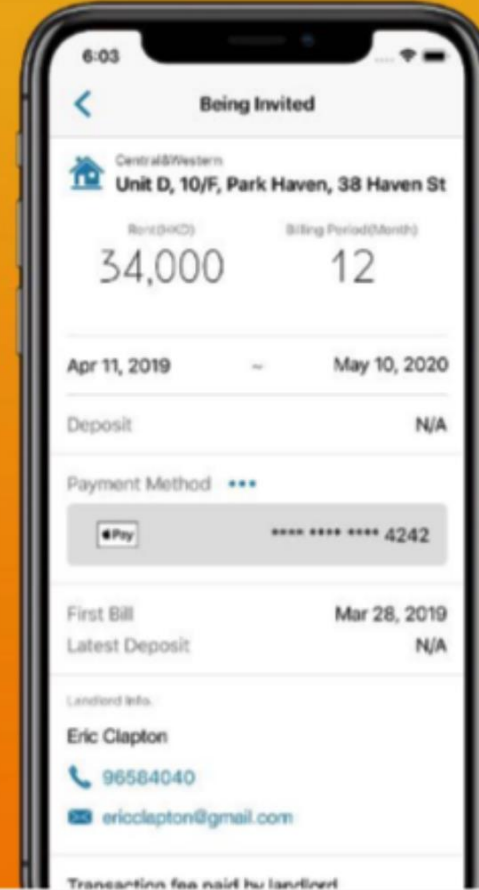 6:03
Being Invited
Central&Western
Unit D, 10/F, Park Haven, 38 Haven St
Rent(HKD) Billing Period(Month)
34,000 12
Apr 11, 2019 ~ May 10, 2020
Deposit N/A
Payment Method •••
Pay **** **** **** 4242
First Bill Mar 28, 2019
Latest Deposit N/A
Landlord Info.
Eric Clapton
96584040
ericclapton@gmail.com
Transaction fee paid by landlord